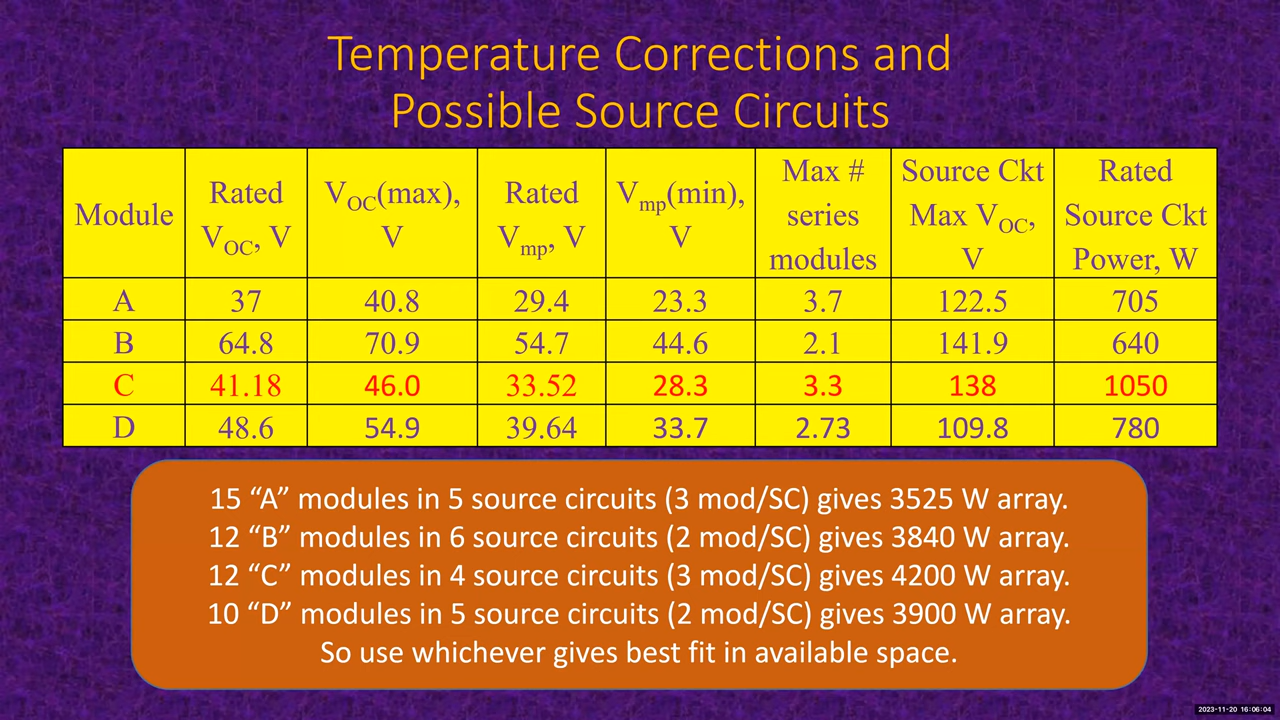 Temperature Corrections and
Possible Source Circuits
Module | Rated V_OC, V | V_OC(max), V | Rated V_mp, V | V_mp(min), V | Max # series modules | Source Ckt Max V_OC, V | Rated Source Ckt Power, W
A | 37 | 40.8 | 29.4 | 23.3 | 3.7 | 122.5 | 705
B | 64.8 | 70.9 | 54.7 | 44.6 | 2.1 | 141.9 | 640
C | 41.18 | 46.0 | 33.52 | 28.3 | 3.3 | 138 | 1050
D | 48.6 | 54.9 | 39.64 | 33.7 | 2.73 | 109.8 | 780
15 “A” modules in 5 source circuits (3 mod/SC) gives 3525 W array.
12 “B” modules in 6 source circuits (2 mod/SC) gives 3840 W array.
12 “C” modules in 4 source circuits (3 mod/SC) gives 4200 W array.
10 “D” modules in 5 source circuits (2 mod/SC) gives 3900 W array.
So use whichever gives best fit in available space.
2023-11-20 16:06:04